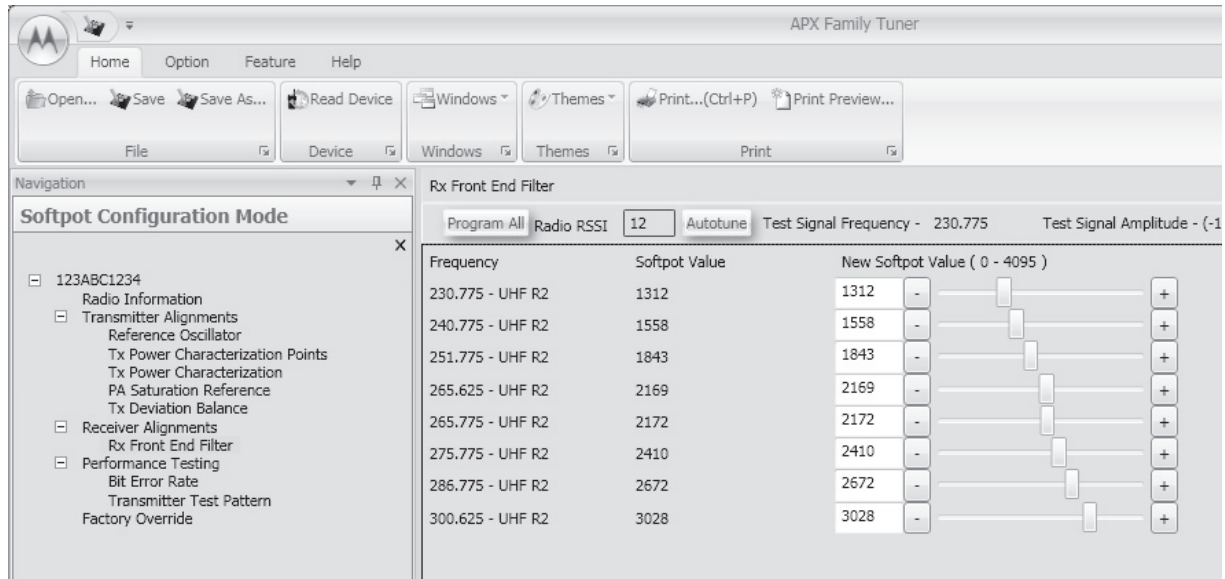 APX Family Tuner
Home Option Feature Help
Open... Save Save As... Read Device Windows Themes Print...(Ctrl+P) Print Preview...
File Device Windows Themes Print
Navigation
Softpot Configuration Mode
123ABC1234
Radio Information
Transmitter Alignments
Reference Oscillator
Tx Power Characterization Points
Tx Power Characterization
PA Saturation Reference
Tx Deviation Balance
Receiver Alignments
Rx Front End Filter
Performance Testing
Bit Error Rate
Transmitter Test Pattern
Factory Override
Rx Front End Filter
Program All Radio RSSI 12 Autotune Test Signal Frequency - 230.775 Test Signal Amplitude - (-1
Frequency Softpot Value New Softpot Value ( 0 - 4095 )
230.775 - UHF R2 1312 1312 - +
240.775 - UHF R2 1558 1558 - +
251.775 - UHF R2 1843 1843 - +
265.625 - UHF R2 2169 2169 - +
265.775 - UHF R2 2172 2172 - +
275.775 - UHF R2 2410 2410 - +
286.775 - UHF R2 2672 2672 - +
300.625 - UHF R2 3028 3028 - +